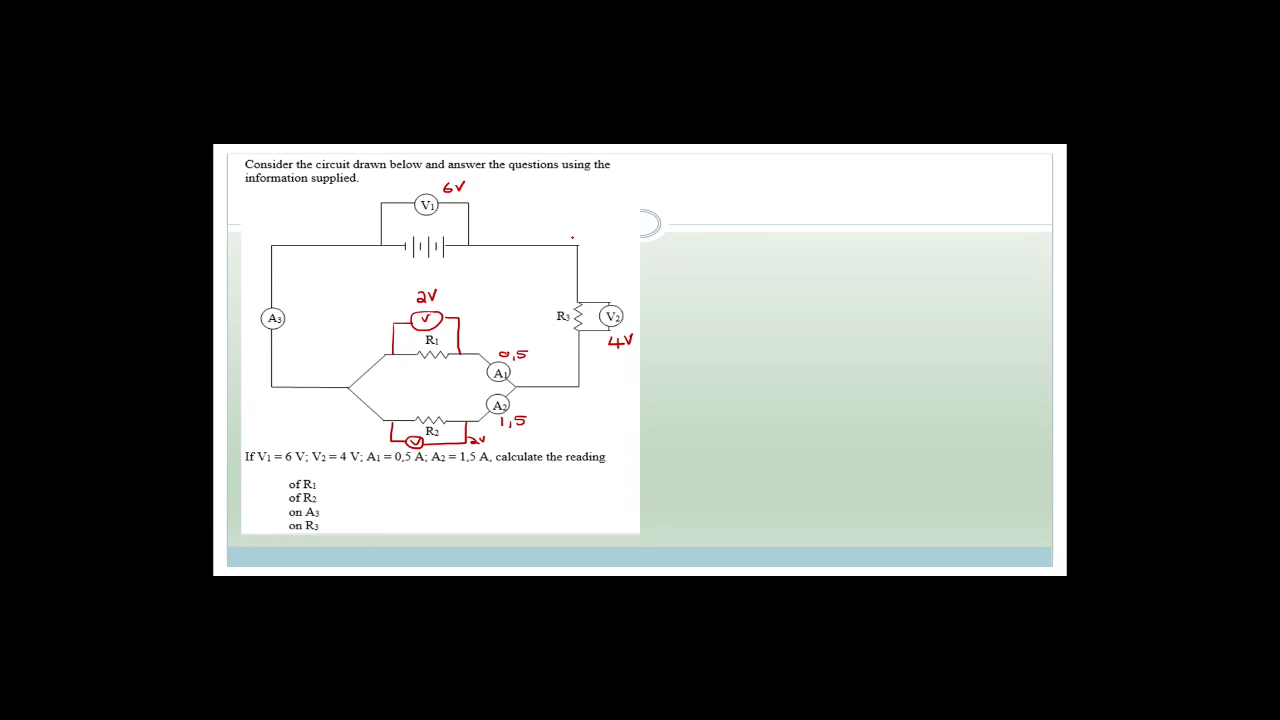 Consider the circuit drawn below and answer the questions using the
information supplied.
6V
V1
2V
V
A3
R3
V2
R1
4V
0,5
A1
A2
1,5
R2
V
2V
If V1 = 6 V; V2 = 4 V; A1 = 0,5 A; A2 = 1,5 A, calculate the reading
of R1
of R2
on A3
on R3